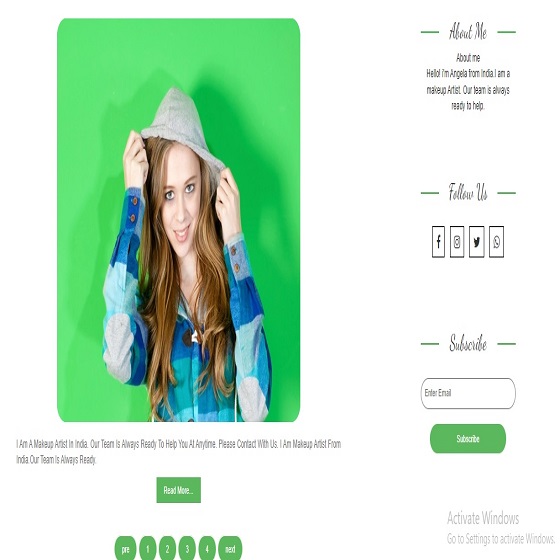 About Me
About me
Hello! I'm Angela from India.I am a
makeup Artist. Our team is always
ready to help.
Follow Us
Subscribe
Enter Email
Subscribe
I Am A Makeup Artist In India. Our Team Is Always Ready To Help You At Anytime. Please Contact With Us. I Am Makeup Artist From
India.Our Team Is Always Ready.
Read More...
pre 1 2 3 4 next
Activate Windows
Go to Settings to activate Windows.